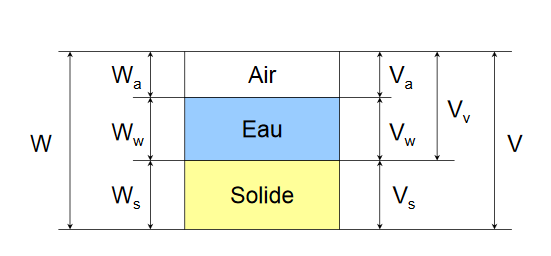 Wa Air Va
Vv
W Ww Eau Vw V
Ws Solide Vs